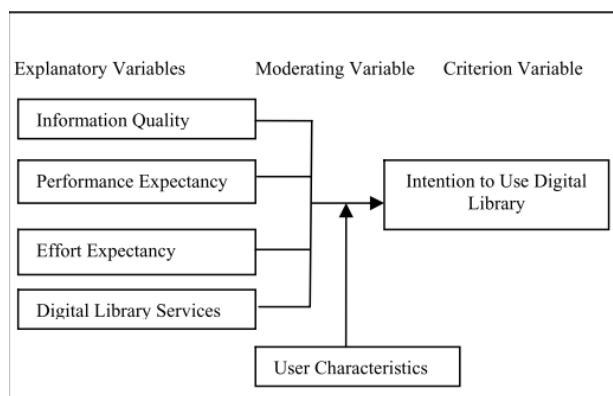 Explanatory Variables Moderating Variable Criterion Variable
Information Quality
Performance Expectancy
Effort Expectancy
Digital Library Services
Intention to Use Digital
Library
User Characteristics